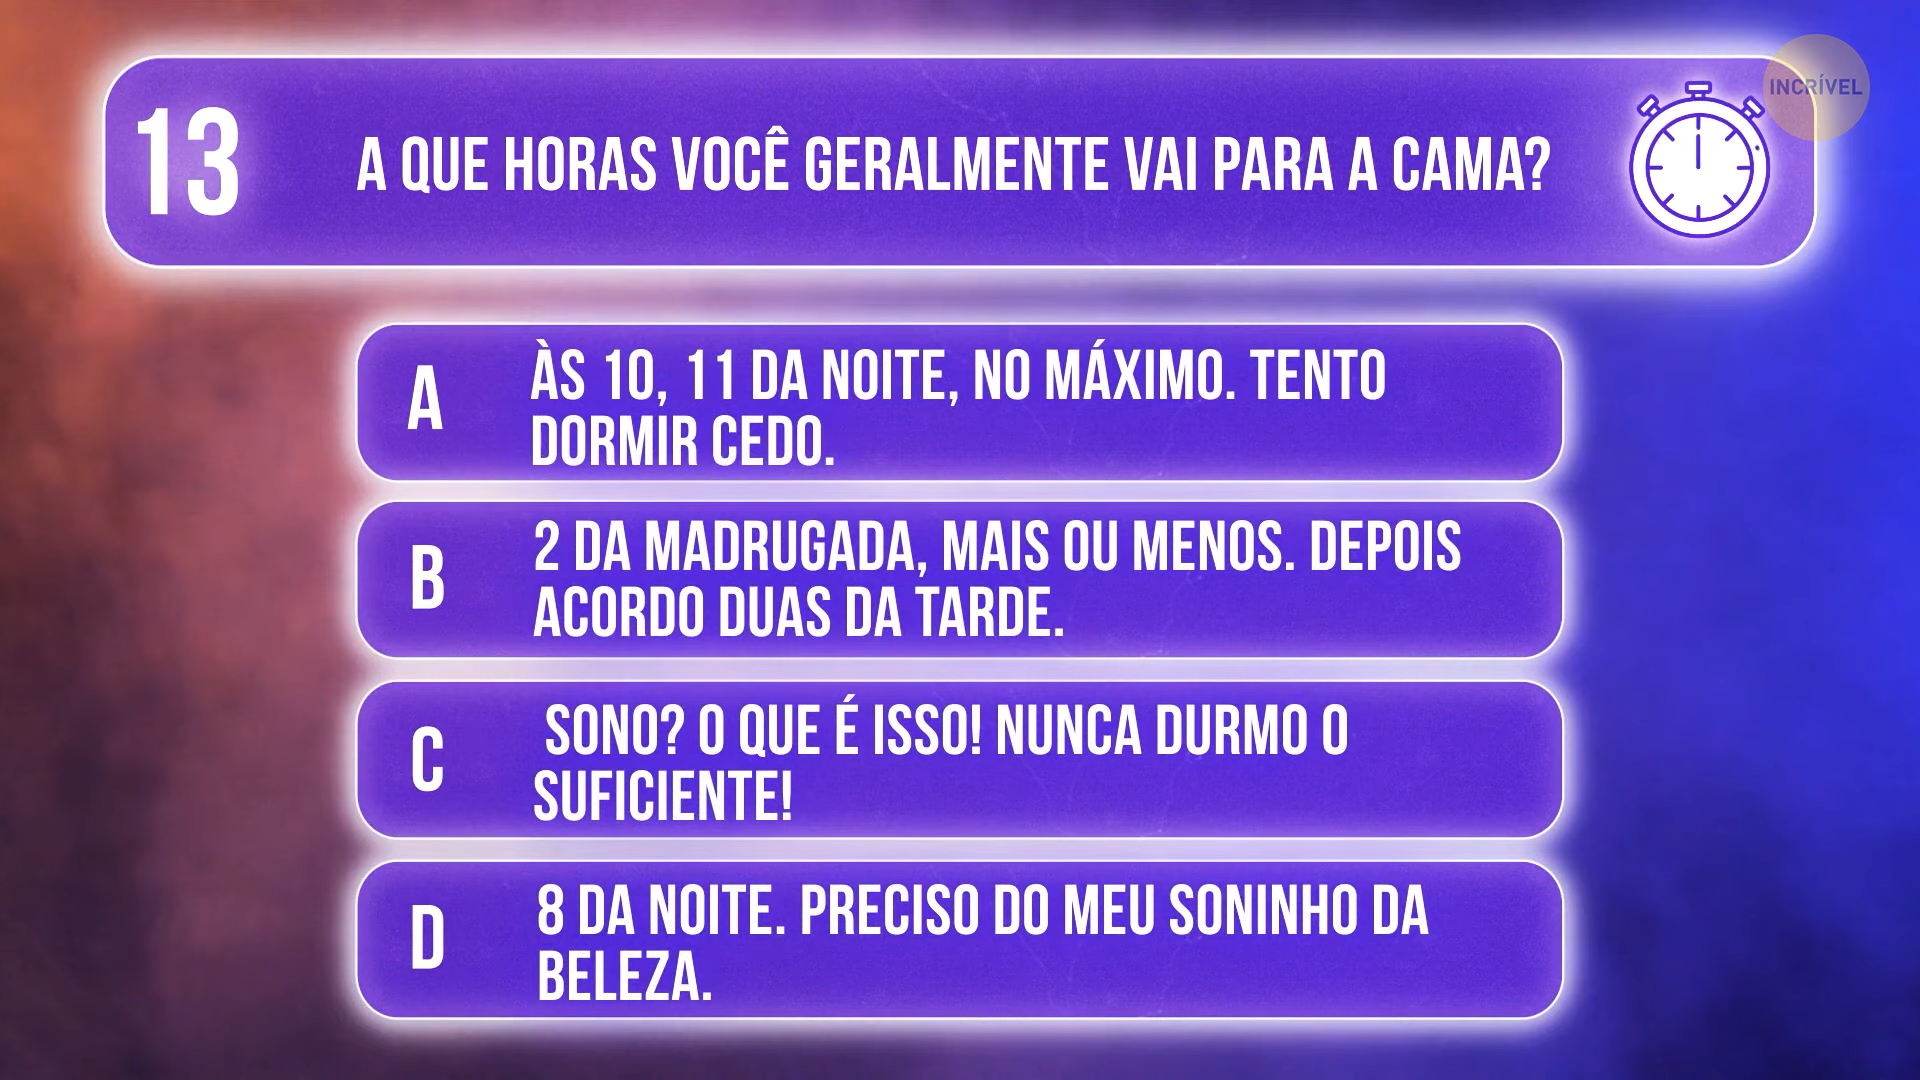 INCRÍVEL
13
A QUE HORAS VOCÊ GERALMENTE VAI PARA A CAMA?
A
ÀS 10, 11 DA NOITE, NO MÁXIMO. TENTO
DORMIR CEDO.
B
2 DA MADRUGADA, MAIS OU MENOS. DEPOIS
ACORDO DUAS DA TARDE.
C
SONO? O QUE É ISSO! NUNCA DURMO O
SUFICIENTE!
D
8 DA NOITE. PRECISO DO MEU SONINHO DA
BELEZA.